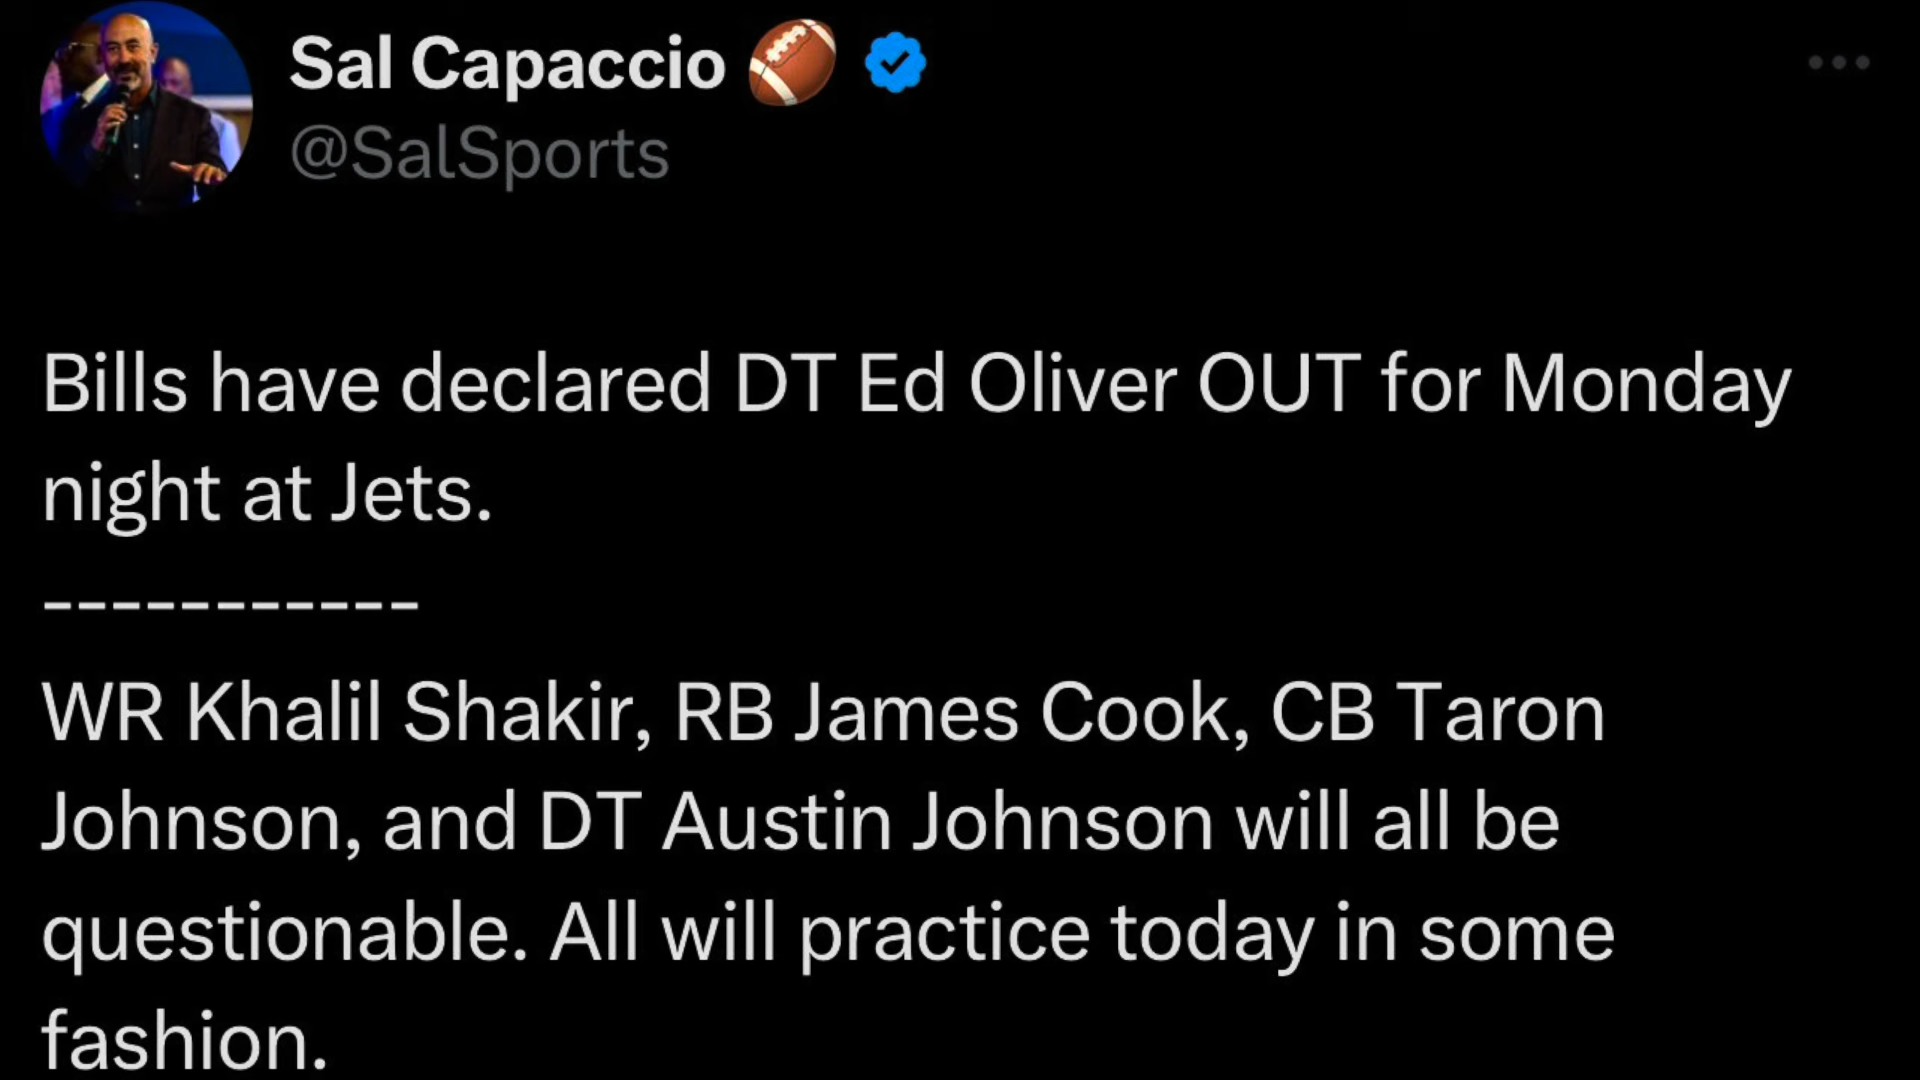 Sal Capaccio 🏈
@SalSports
Bills have declared DT Ed Oliver OUT for Monday
night at Jets.
-----------
WR Khalil Shakir, RB James Cook, CB Taron
Johnson, and DT Austin Johnson will all be
questionable. All will practice today in some
fashion.